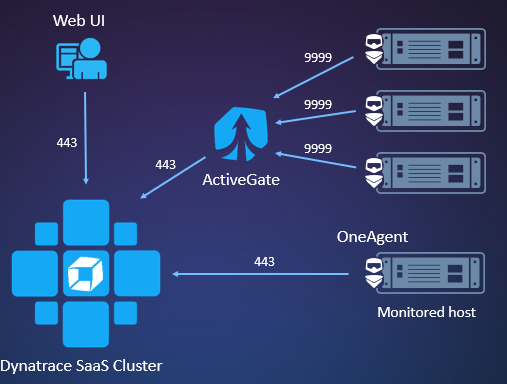 Web UI
9999
9999
443
9999
443
ActiveGate
OneAgent
443
Monitored host
Dynatrace SaaS Cluster